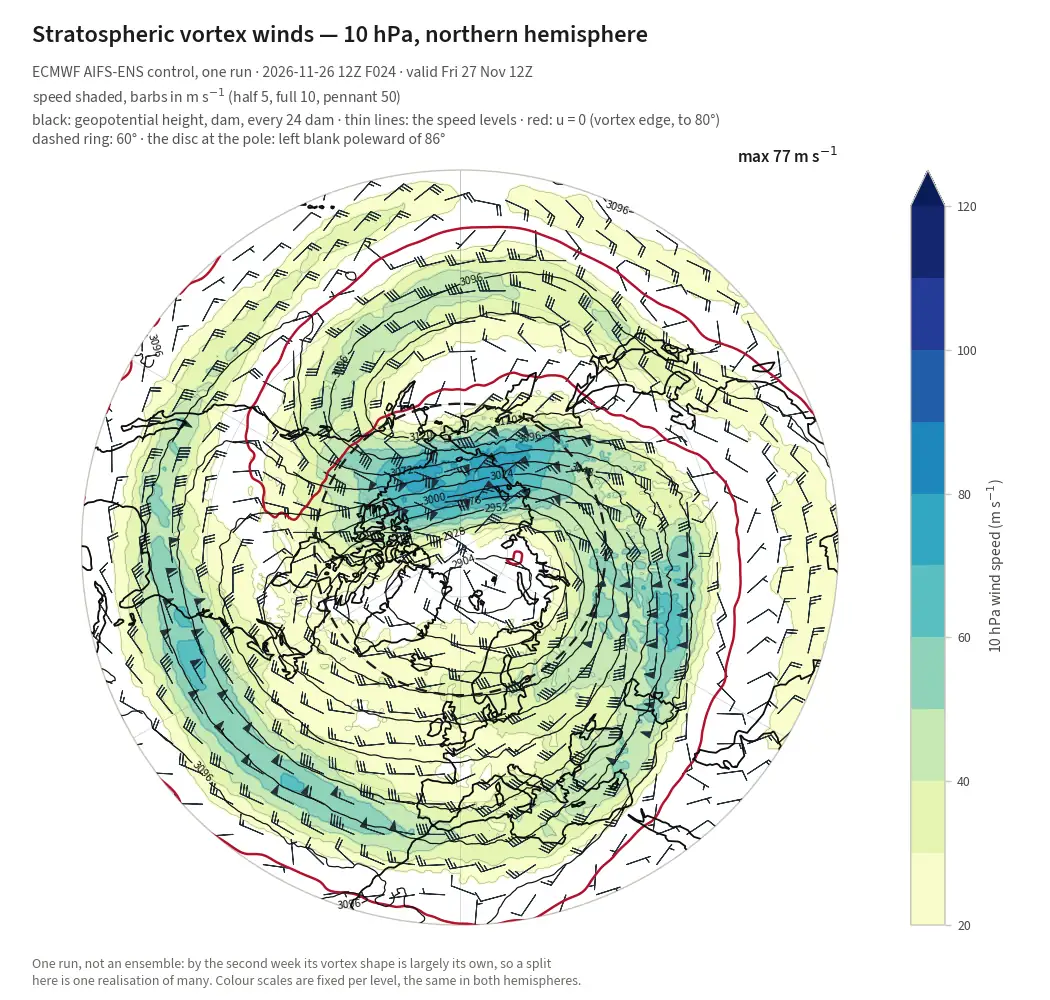 Stratospheric vortex winds — 10 hPa, northern hemisphere
ECMWF AIFS-ENS control, one run · 2026-11-26 12Z F024 · valid Fri 27 Nov 12Z
speed shaded, barbs in m s⁻¹ (half 5, full 10, pennant 50)
black: geopotential height, dam, every 24 dam · thin lines: the speed levels · red: u = 0 (vortex edge, to 80°)
dashed ring: 60° · the disc at the pole: left blank poleward of 86°
max 77 m s⁻¹
3096
3096
3096
3096
3000
2952
2928
2904
3096
3096
120
100
80
60
40
20
10 hPa wind speed (m s⁻¹)
One run, not an ensemble: by the second week its vortex shape is largely its own, so a split
here is one realisation of many. Colour scales are fixed per level, the same in both hemispheres.